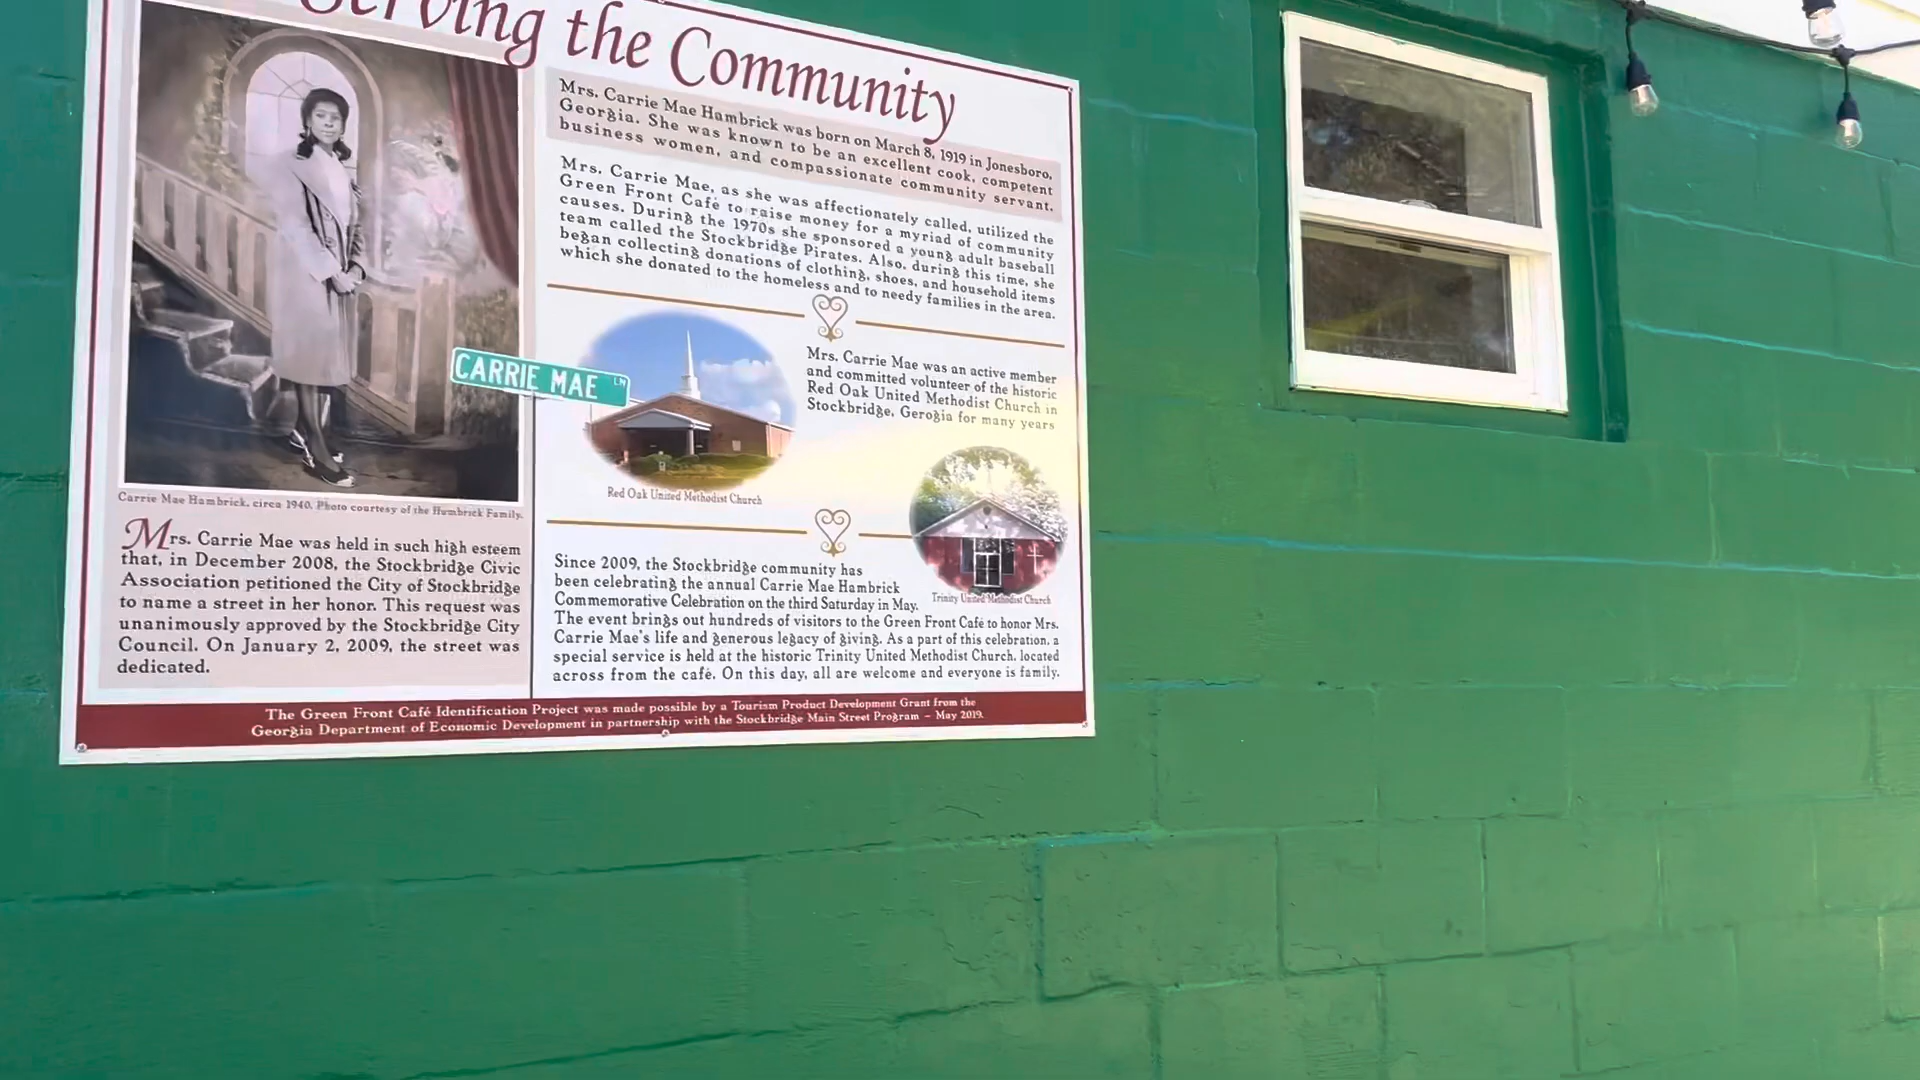 Serving the Community
Mrs. Carrie Mae Hambrick was born on March 8, 1919 in Jonesboro,
Georgia. She was known to be an excellent cook, competent
business women, and compassionate community servant.
Mrs. Carrie Mae, as she was affectionately called, utilized the
Green Front Café to raise money for a myriad of community
causes. During the 1970s she sponsored a young adult baseball
team called the Stockbridge Pirates. Also, during this time, she
began collecting donations of clothing, shoes, and household items
which she donated to the homeless and to needy families in the area.
CARRIE MAE LN
Mrs. Carrie Mae was an active member
and committed volunteer of the historic
Red Oak United Methodist Church in
Stockbridge, Gerogia for many years
Red Oak United Methodist Church
Carrie Mae Hambrick, circa 1940. Photo courtesy of the Humbrick Family.
Mrs. Carrie Mae was held in such high esteem
that, in December 2008, the Stockbridge Civic
Association petitioned the City of Stockbridge
to name a street in her honor. This request was
unanimously approved by the Stockbridge City
Council. On January 2, 2009, the street was
dedicated.
Since 2009, the Stockbridge community has
been celebrating the annual Carrie Mae Hambrick
Commemorative Celebration on the third Saturday in May.
The event brings out hundreds of visitors to the Green Front Café to honor Mrs.
Carrie Mae's life and generous legacy of giving. As a part of this celebration, a
special service is held at the historic Trinity United Methodist Church, located
across from the café. On this day, all are welcome and everyone is family.
Trinity United Methodist Church
The Green Front Café Identification Project was made possible by a Tourism Product Development Grant from the
Georgia Department of Economic Development in partnership with the Stockbridge Main Street Program – May 2019.